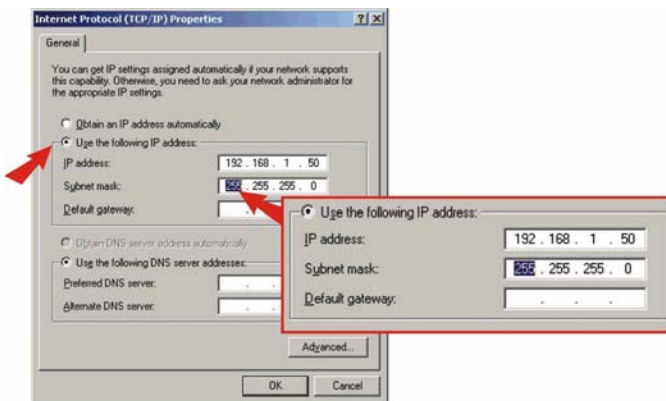 Internet Protocol (TCP/IP) Properties
General
You can get IP settings assigned automatically if your network supports
this capability. Otherwise, you need to ask your network administrator for
the appropriate IP settings.
Obtain an IP address automatically
Use the following IP address:
IP address: 192 . 168 . 1 . 50
Subnet mask: 255 . 255 . 255 . 0
Default gateway: . .
Obtain DNS server address automatically
Use the following DNS server addresses:
Preferred DNS server: . .
Alternate DNS server: . .
Advanced...
OK Cancel
Use the following IP address:
IP address: 192 . 168 . 1 . 50
Subnet mask: 255 . 255 . 255 . 0
Default gateway: . . .